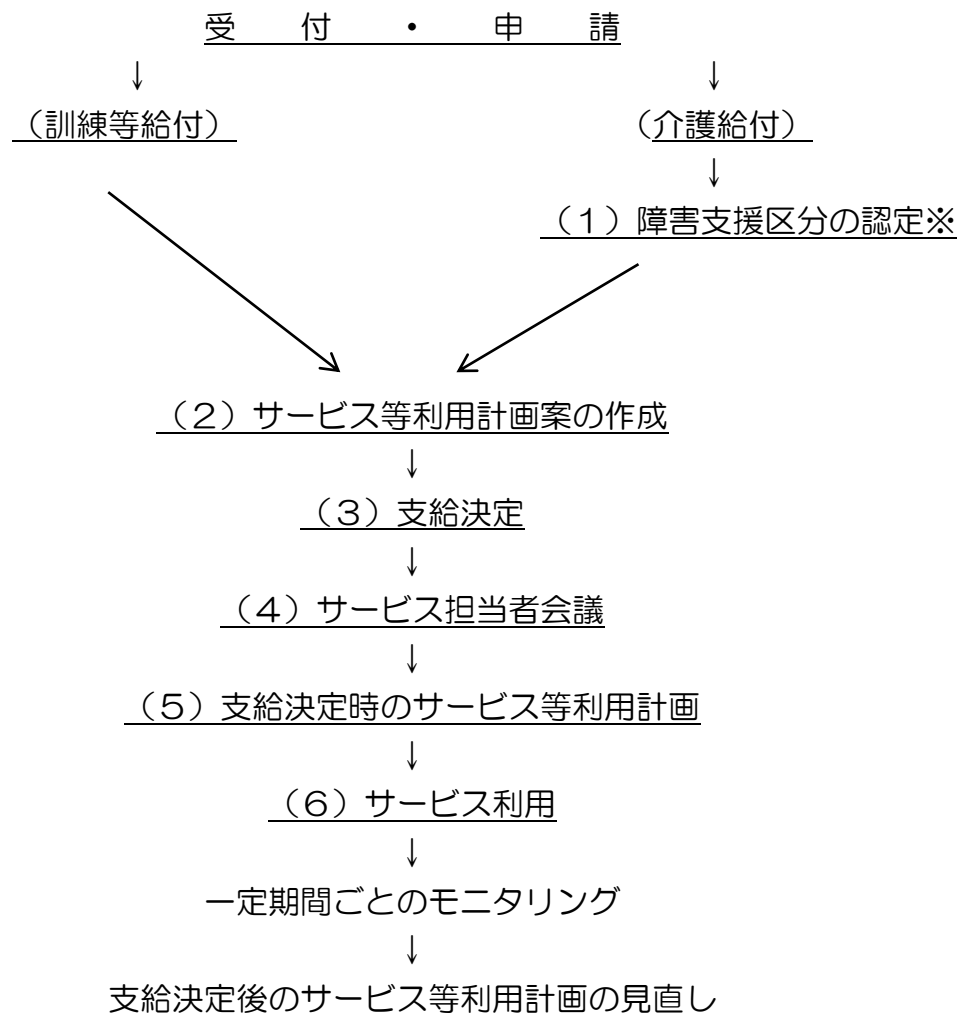 受付・申請
↓ ↓
（訓練等給付） （介護給付）
↓
（1）障害支援区分の認定※
（2）サービス等利用計画案の作成
↓
（3）支給決定
↓
（4）サービス担当者会議
↓
（5）支給決定時のサービス等利用計画
↓
（6）サービス利用
↓
一定期間ごとのモニタリング
↓
支給決定後のサービス等利用計画の見直し